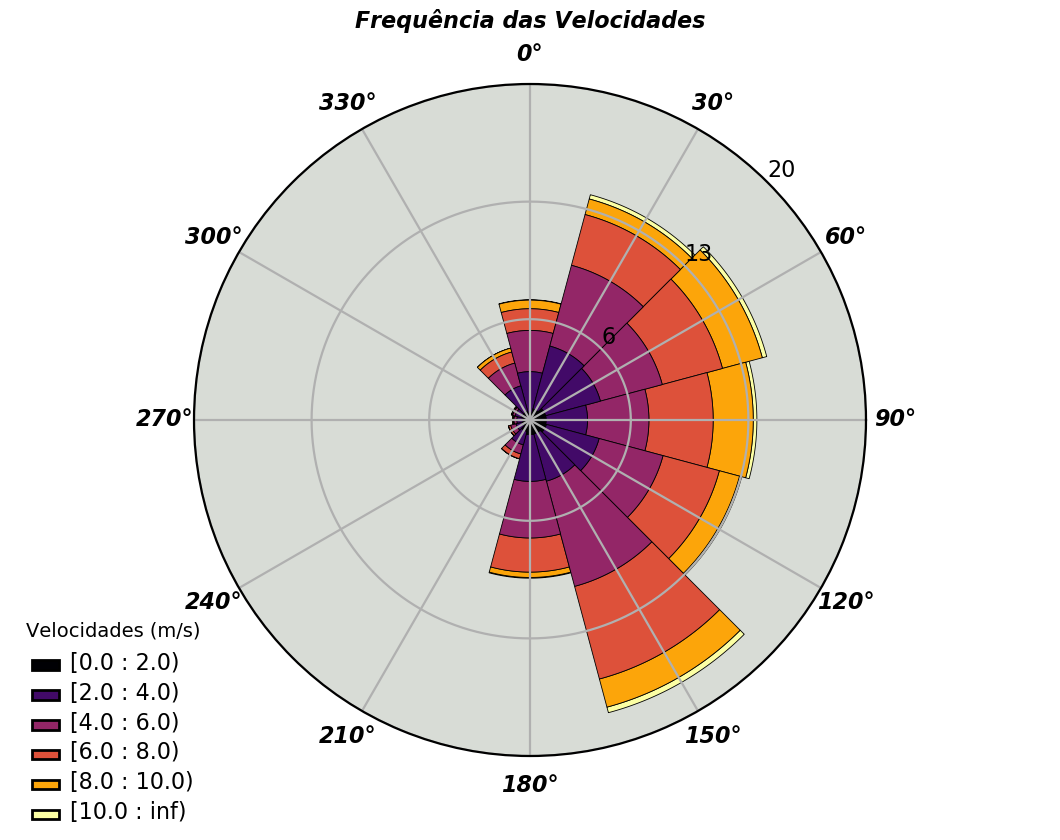 Frequência das Velocidades
0°
330°
30°
20
300°
60°
13
6
270°
90°
240°
120°
210°
150°
180°
Velocidades (m/s)
[0.0 : 2.0)
[2.0 : 4.0)
[4.0 : 6.0)
[6.0 : 8.0)
[8.0 : 10.0)
[10.0 : inf)